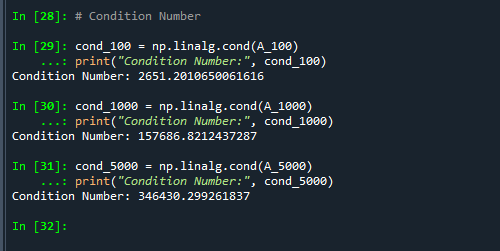 In [28]: # Condition Number
In [29]: cond_100 = np.linalg.cond(A_100)
...: print("Condition Number:", cond_100)
Condition Number: 2651.2010650061616
In [30]: cond_1000 = np.linalg.cond(A_1000)
...: print("Condition Number:", cond_1000)
Condition Number: 157686.8212437287
In [31]: cond_5000 = np.linalg.cond(A_5000)
...: print("Condition Number:", cond_5000)
Condition Number: 346430.299261837
In [32]: